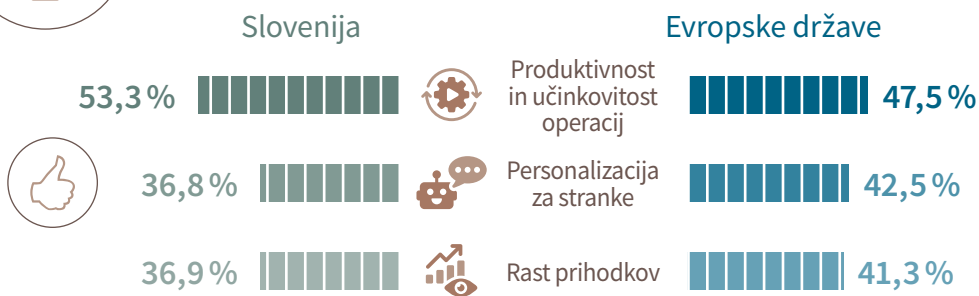 Slovenija
Evropske države
53,3 %
Produktivnost
in učinkovitost
operacij
47,5 %
36,8 %
Personalizacija
za stranke
42,5 %
36,9 %
Rast prihodkov
41,3 %